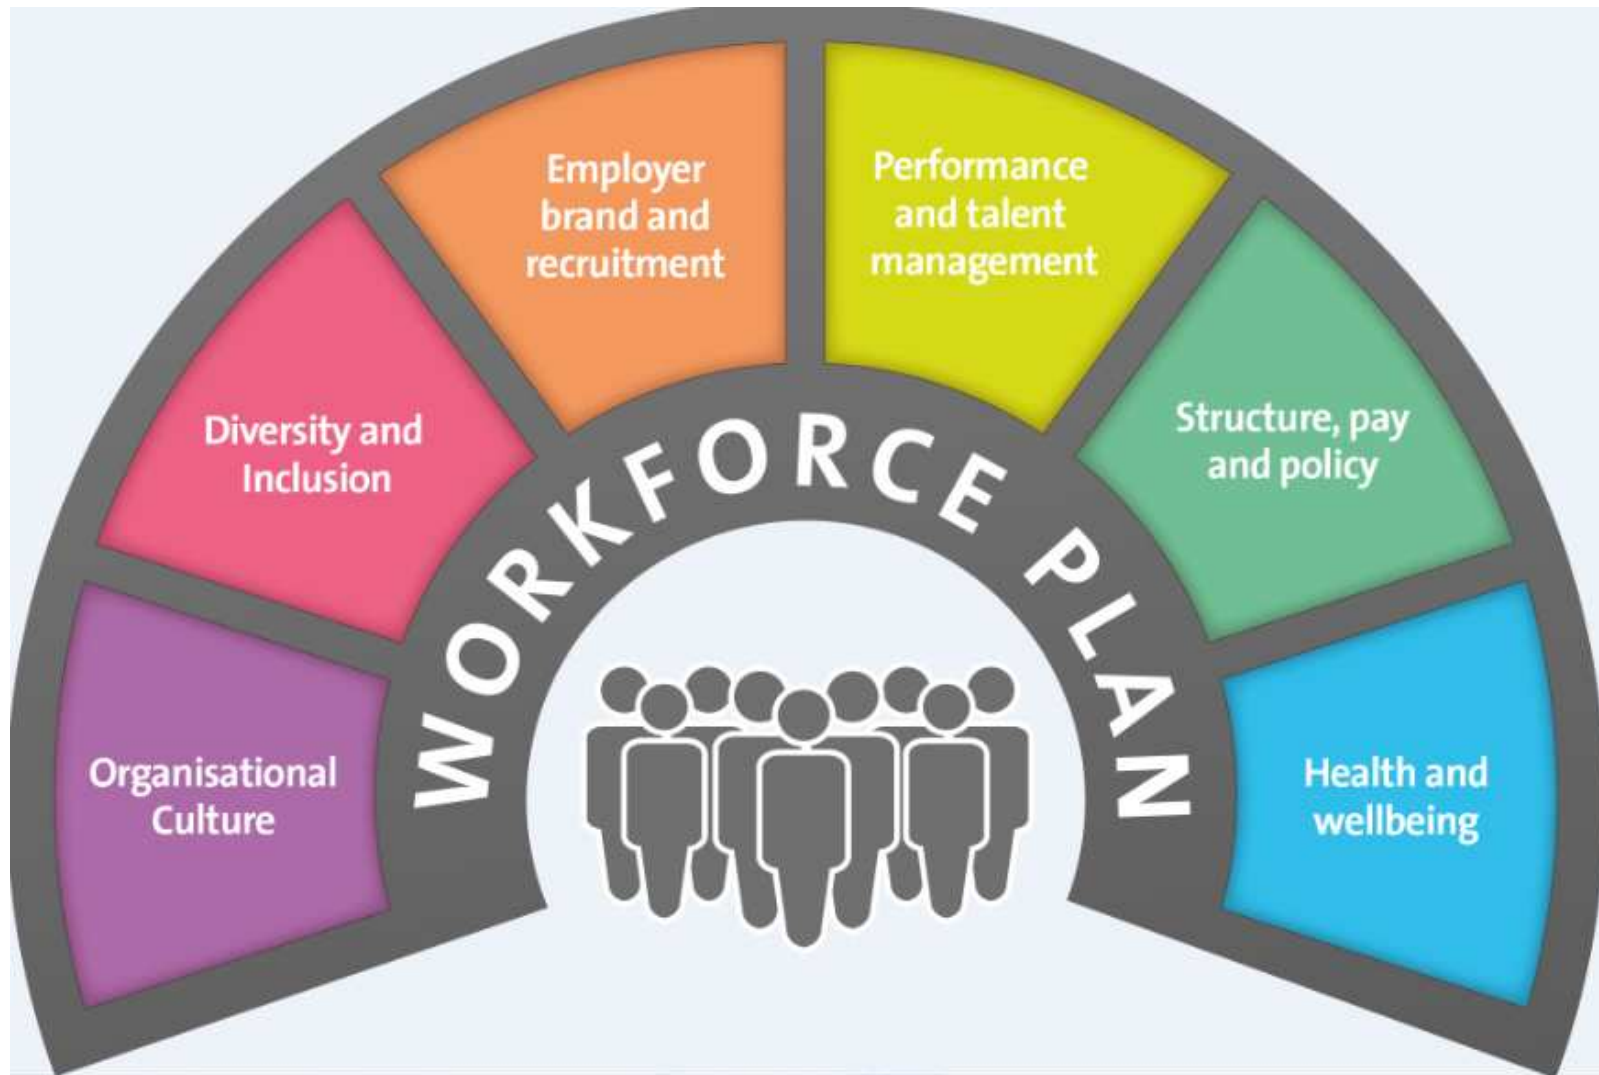 Employer
brand and
recruitment
Performance
and talent
management
Diversity and
Inclusion
Structure, pay
and policy
WORKFORCE PLAN
Organisational
Culture
Health and
wellbeing